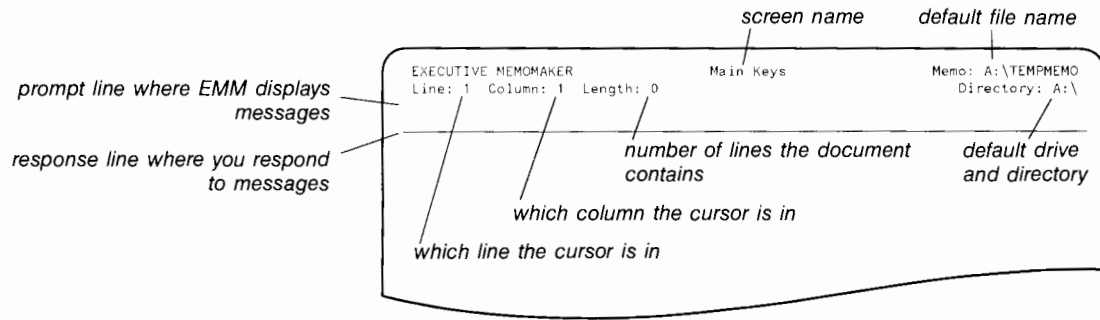 screen name default file name
EXECUTIVE MEMOMAKER Main Keys Memo: A:\TEMPMEMO
Line: 1 Column: 1 Length: 0 Directory: A:\
prompt line where EMM displays
messages
response line where you respond
to messages
number of lines the document
contains
default drive
and directory
which column the cursor is in
which line the cursor is in